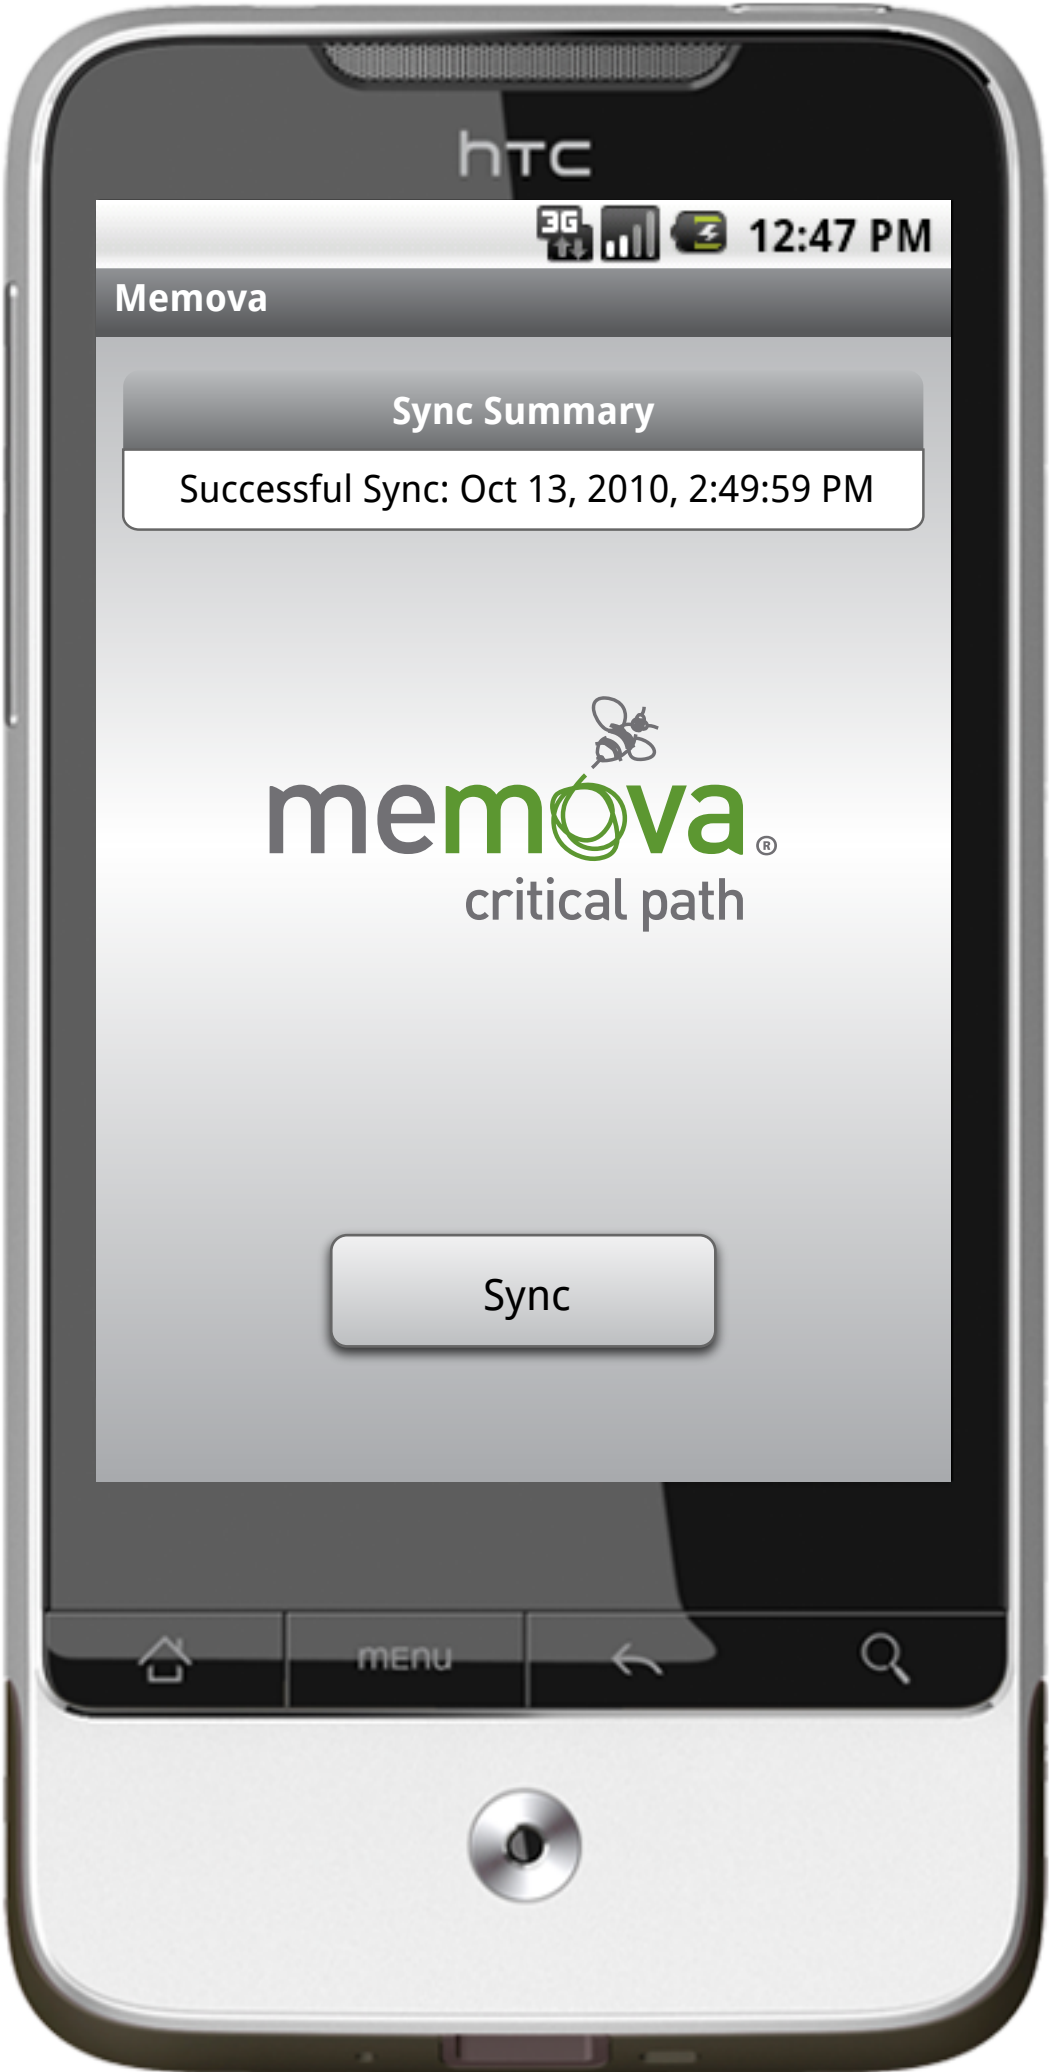 hTC
3G 12:47 PM
Memova
Sync Summary
Successful Sync: Oct 13, 2010, 2:49:59 PM
memova®
critical path
Sync
MENU